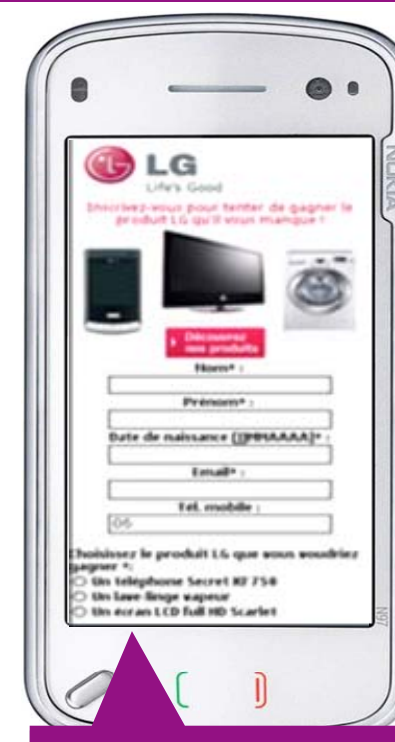 LG
Life's Good
Inscrivez-vous pour tenter de gagner le
produit LG qu'il vous manque !
Découvrez
nos produits
Nom* :
Prénom* :
Date de naissance (JJMMAAAA)* :
Email* :
Tél. mobile :
06
Choisissez le produit LG que vous voudriez
gagner *:
Un téléphone Secret KF750
Un lave-linge vapeur
Un écran LCD full HD Scarlet
NOKIA
N97